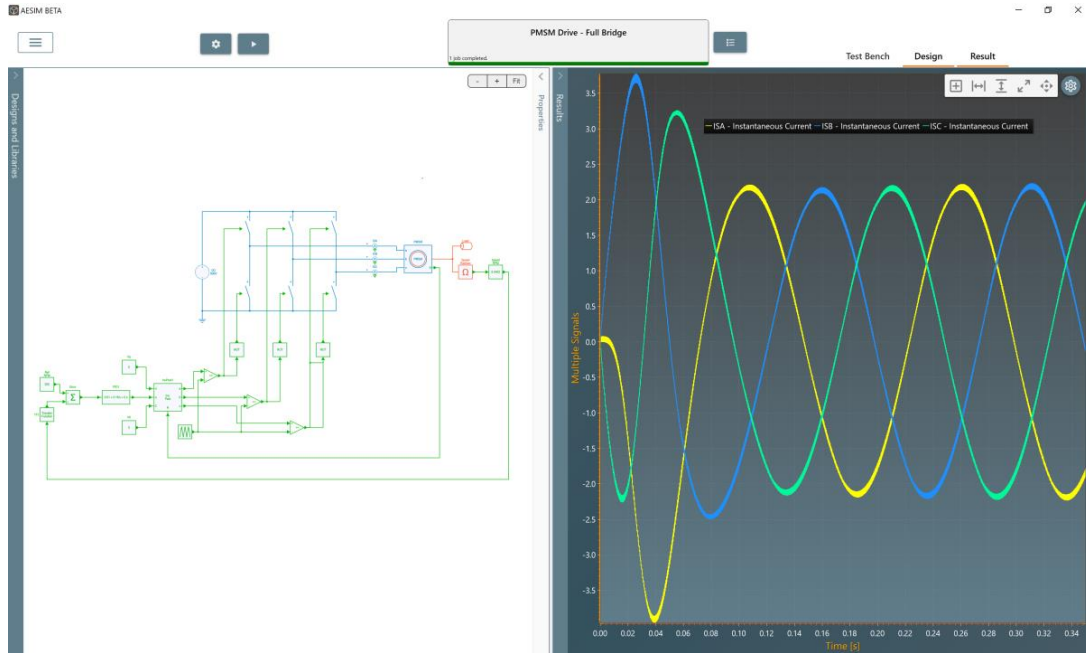 AESIM BETA
PMSM Drive - Full Bridge
1 job completed.
Test Bench Design Result
Designs and Libraries
- + Fit
Properties
Results
ISA - Instantaneous Current ISB - Instantaneous Current ISC - Instantaneous Current
Multiple Signals
3.5
3.0
2.5
2.0
1.5
1.0
0.5
0.0
-0.5
-1.0
-1.5
-2.0
-2.5
-3.0
-3.5
0.00 0.02 0.04 0.06 0.08 0.10 0.12 0.14 0.16 0.18 0.20 0.22 0.24 0.26 0.28 0.30 0.32 0.34
Time [s]
Σ
Ω